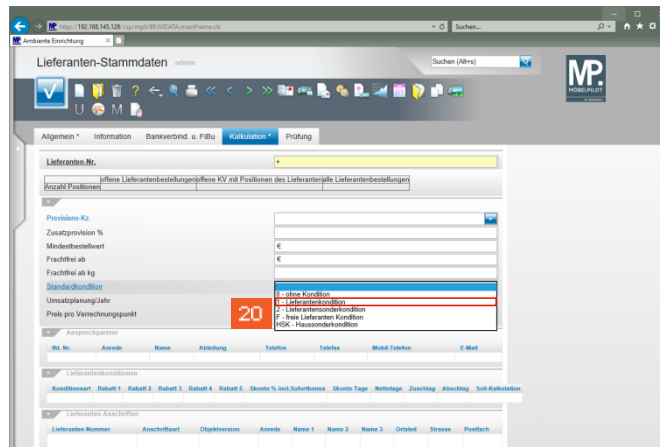 http://192.168.145.128/csp/mp5/BEWIDATA.mainFrame.cls
Suchen...
Ambiente Einrichtung
Lieferanten-Stammdaten admin
Suchen (Alt+s)
MP.
MÖBELPILOT
Allgemein * Information Bankverbind. u. FiBu Kalkulation * Prüfung
Lieferanten-Nr. +
offene Lieferantenbestellungen offene KV mit Positionen des Lieferanten alle Lieferantenbestellungen
Anzahl Positionen
Provisions-Kz.
Zusatzprovision %
Mindestbestellwert €
Frachtfrei ab €
Frachtfrei ab kg
Standardkondition
0 - ohne Kondition
Umsatzplanung/Jahr
1 - Lieferantenkondition
2 - Lieferantensonderkondition
Preis pro Verrechnungspunkt
20
F - freie Lieferanten Kondition
HSK - Haussonderkondition
Ansprechpartner
lfd. Nr. Anrede Name Abteilung Telefon Telefax Mobil-Telefon E-Mail
Lieferantenkonditionen
Konditionsart Rabatt 1 Rabatt 2 Rabatt 3 Rabatt 4 Rabatt 5 Skonto % incl.Sofortbonus Skonto Tage Nettotage Zuschlag Abschlag Soll-Kalkulation
Lieferanten Anschriften
Lieferanten-Nummer Anschriftsart Objektversion Anrede Name 1 Name 2 Name 3 Ortsteil Strasse Postfach